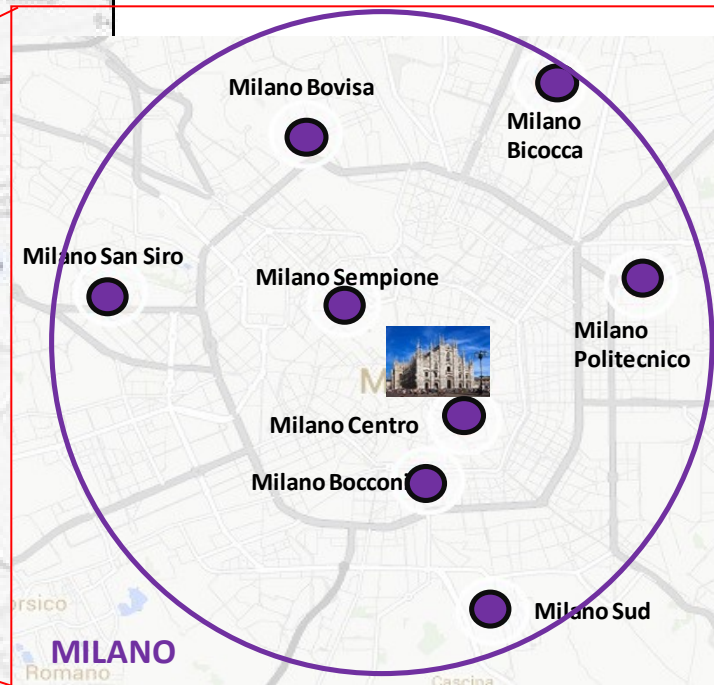 Milano Bovisa
Milano
Bicocca
Milano San Siro
Milano Sempione
Milano
Politecnico
M
Milano Centro
Milano Bocconi
Milano Sud
orsico
MILANO
Romano
Cascina